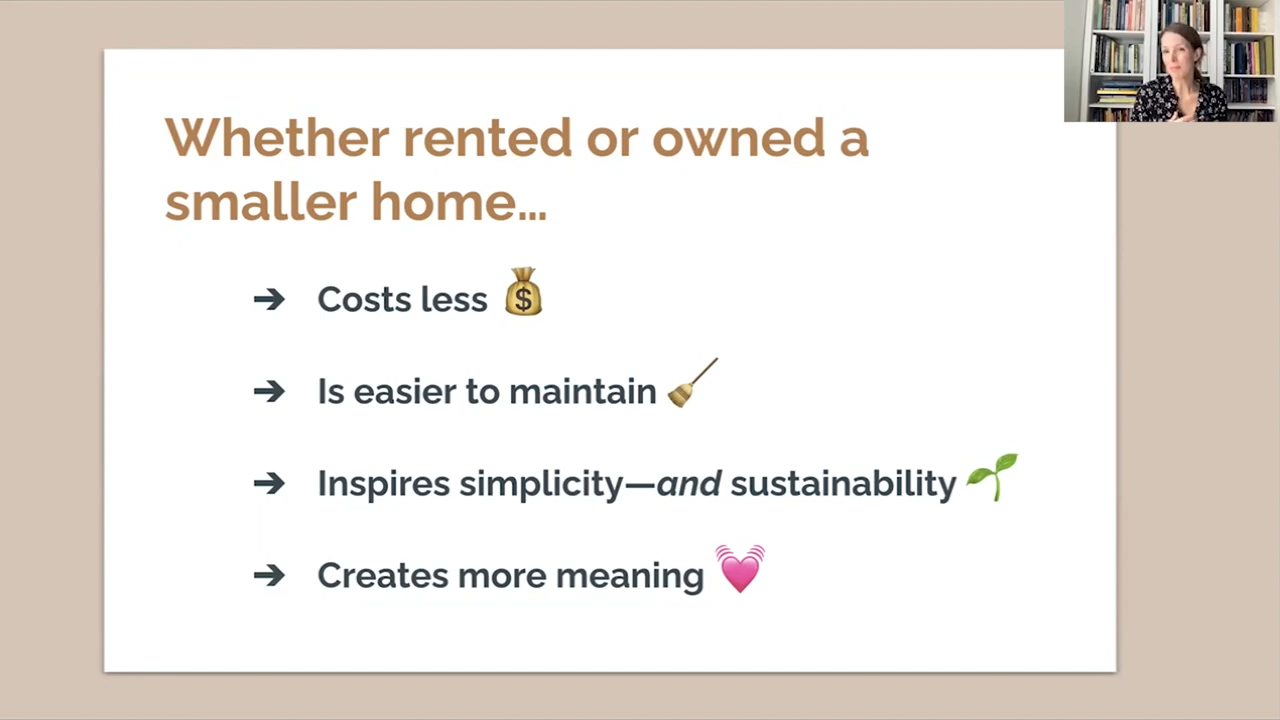 Whether rented or owned a
smaller home…
➔ Costs less 💰
➔ Is easier to maintain 🧹
➔ Inspires simplicity—and sustainability 🌱
➔ Creates more meaning 💓